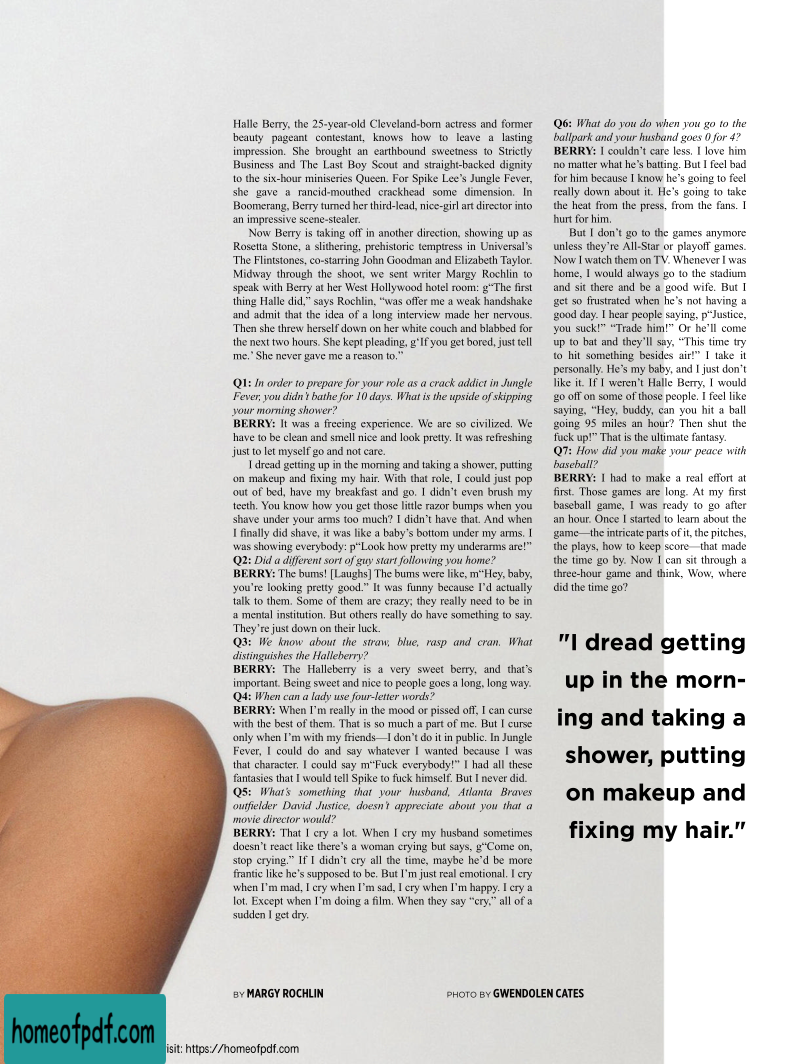 Halle Berry, the 25-year-old Cleveland-born actress and former
beauty pageant contestant, knows how to leave a lasting
impression. She brought an earthbound sweetness to Strictly
Business and The Last Boy Scout and straight-backed dignity
to the six-hour miniseries Queen. For Spike Lee's Jungle Fever,
she gave a rancid-mouthed crackhead some dimension. In
Boomerang, Berry turned her third-lead, nice-girl art director into
an impressive scene-stealer.
Now Berry is taking off in another direction, showing up as
Rosetta Stone, a slithering, prehistoric temptress in Universal's
The Flintstones, co-starring John Goodman and Elizabeth Taylor.
Midway through the shoot, we sent writer Margy Rochlin to
speak with Berry at her West Hollywood hotel room: g“The first
thing Halle did,” says Rochlin, “was offer me a weak handshake
and admit that the idea of a long interview made her nervous.
Then she threw herself down on her white couch and blabbed for
the next two hours. She kept pleading, g‘If you get bored, just tell
me.’ She never gave me a reason to.”
Q1: In order to prepare for your role as a crack addict in Jungle
Fever, you didn't bathe for 10 days. What is the upside of skipping
your morning shower?
BERRY: It was a freeing experience. We are so civilized. We
have to be clean and smell nice and look pretty. It was refreshing
just to let myself go and not care.
I dread getting up in the morning and taking a shower, putting
on makeup and fixing my hair. With that role, I could just pop
out of bed, have my breakfast and go. I didn't even brush my
teeth. You know how you get those little razor bumps when you
shave under your arms too much? I didn't have that. And when
I finally did shave, it was like a baby's bottom under my arms. I
was showing everybody: p“Look how pretty my underarms are!”
Q2: Did a different sort of guy start following you home?
BERRY: The bums! [Laughs] The bums were like, m“Hey, baby,
you're looking pretty good.” It was funny because I'd actually
talk to them. Some of them are crazy; they really need to be in
a mental institution. But others really do have something to say.
They're just down on their luck.
Q3: We know about the straw, blue, rasp and cran. What
distinguishes the Halleberry?
BERRY: The Halleberry is a very sweet berry, and that's
important. Being sweet and nice to people goes a long, long way.
Q4: When can a lady use four-letter words?
BERRY: When I'm really in the mood or pissed off, I can curse
with the best of them. That is so much a part of me. But I curse
only when I'm with my friends—I don't do it in public. In Jungle
Fever, I could do and say whatever I wanted because I was
that character. I could say m“Fuck everybody!” I had all these
fantasies that I would tell Spike to fuck himself. But I never did.
Q5: What's something that your husband, Atlanta Braves
outfielder David Justice, doesn't appreciate about you that a
movie director would?
BERRY: That I cry a lot. When I cry my husband sometimes
doesn't react like there's a woman crying but says, g“Come on,
stop crying.” If I didn't cry all the time, maybe he'd be more
frantic like he's supposed to be. But I'm just real emotional. I cry
when I'm mad, I cry when I'm sad, I cry when I'm happy. I cry a
lot. Except when I'm doing a film. When they say “cry,” all of a
sudden I get dry.
Q6: What do you do when you go to the
ballpark and your husband goes 0 for 4?
BERRY: I couldn't care less. I love him
no matter what he's batting. But I feel bad
for him because I know he's going to feel
really down about it. He's going to take
the heat from the press, from the fans. I
hurt for him.
But I don't go to the games anymore
unless they're All-Star or playoff games.
Now I watch them on TV. Whenever I was
home, I would always go to the stadium
and sit there and be a good wife. But I
get so frustrated when he's not having a
good day. I hear people saying, p“Justice,
you suck!” “Trade him!” Or he'll come
up to bat and they'll say, “This time try
to hit something besides air!” I take it
personally. He's my baby, and I just don't
like it. If I weren't Halle Berry, I would
go off on some of those people. I feel like
saying, “Hey, buddy, can you hit a ball
going 95 miles an hour? Then shut the
fuck up!” That is the ultimate fantasy.
Q7: How did you make your peace with
baseball?
BERRY: I had to make a real effort at
first. Those games are long. At my first
baseball game, I was ready to go after
an hour. Once I started to learn about the
game—the intricate parts of it, the pitches,
the plays, how to keep score—that made
the time go by. Now I can sit through a
three-hour game and think, Wow, where
did the time go?
"I dread getting
up in the morn-
ing and taking a
shower, putting
on makeup and
fixing my hair."
BY MARGY ROCHLIN
PHOTO BY GWENDOLEN CATES
homeofpdf.com
isit: https://homeofpdf.com